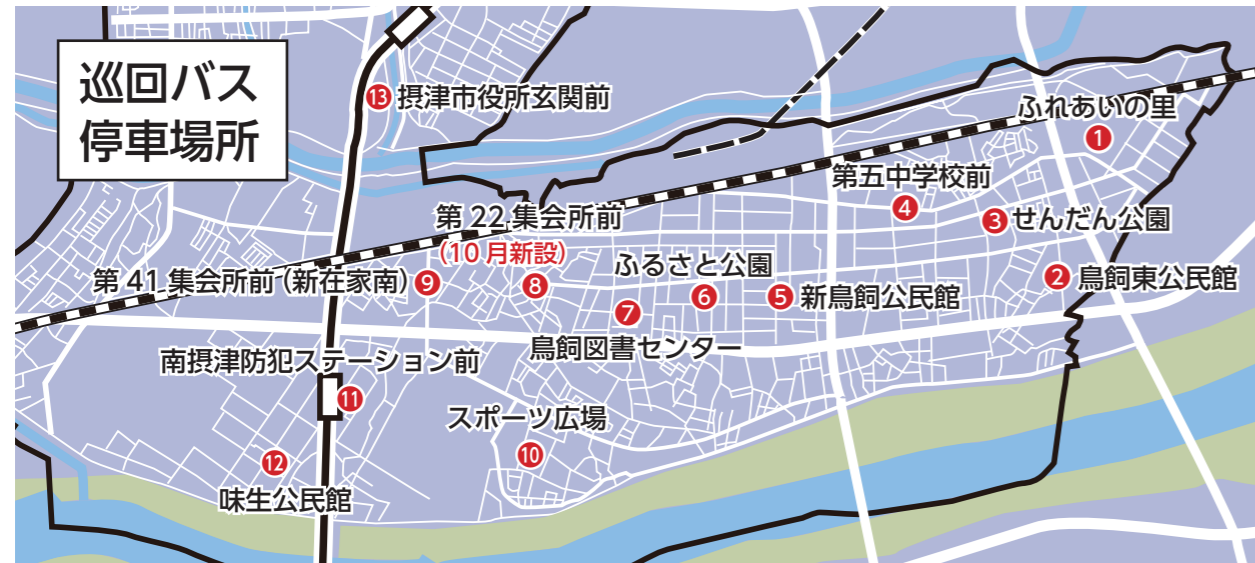 巡回バス
停車場所
⑬ 摂津市役所玄関前
ふれあいの里
①
第五中学校前
④
③ せんだん公園
第 22 集会所前
(10 月新設)
ふるさと公園
第 41 集会所前(新在家南) ⑨
⑧
⑥
⑤ 新鳥飼公民館
② 鳥飼東公民館
⑦
鳥飼図書センター
南摂津防犯ステーション前
⑪
スポーツ広場
⑩
⑫
味生公民館